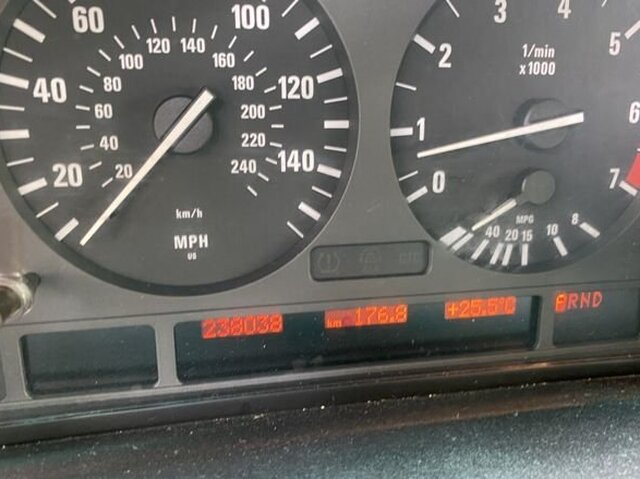 20 40 60 100 120 140
20 40 60 80 100 120 140 160 180 200 220 240
km/h
MPH
US
0 1 2 3 4 5 6 7
1/min
x1000
MPG
40 20 15 10 8
238038
km 176.8
+25.5°C
RND